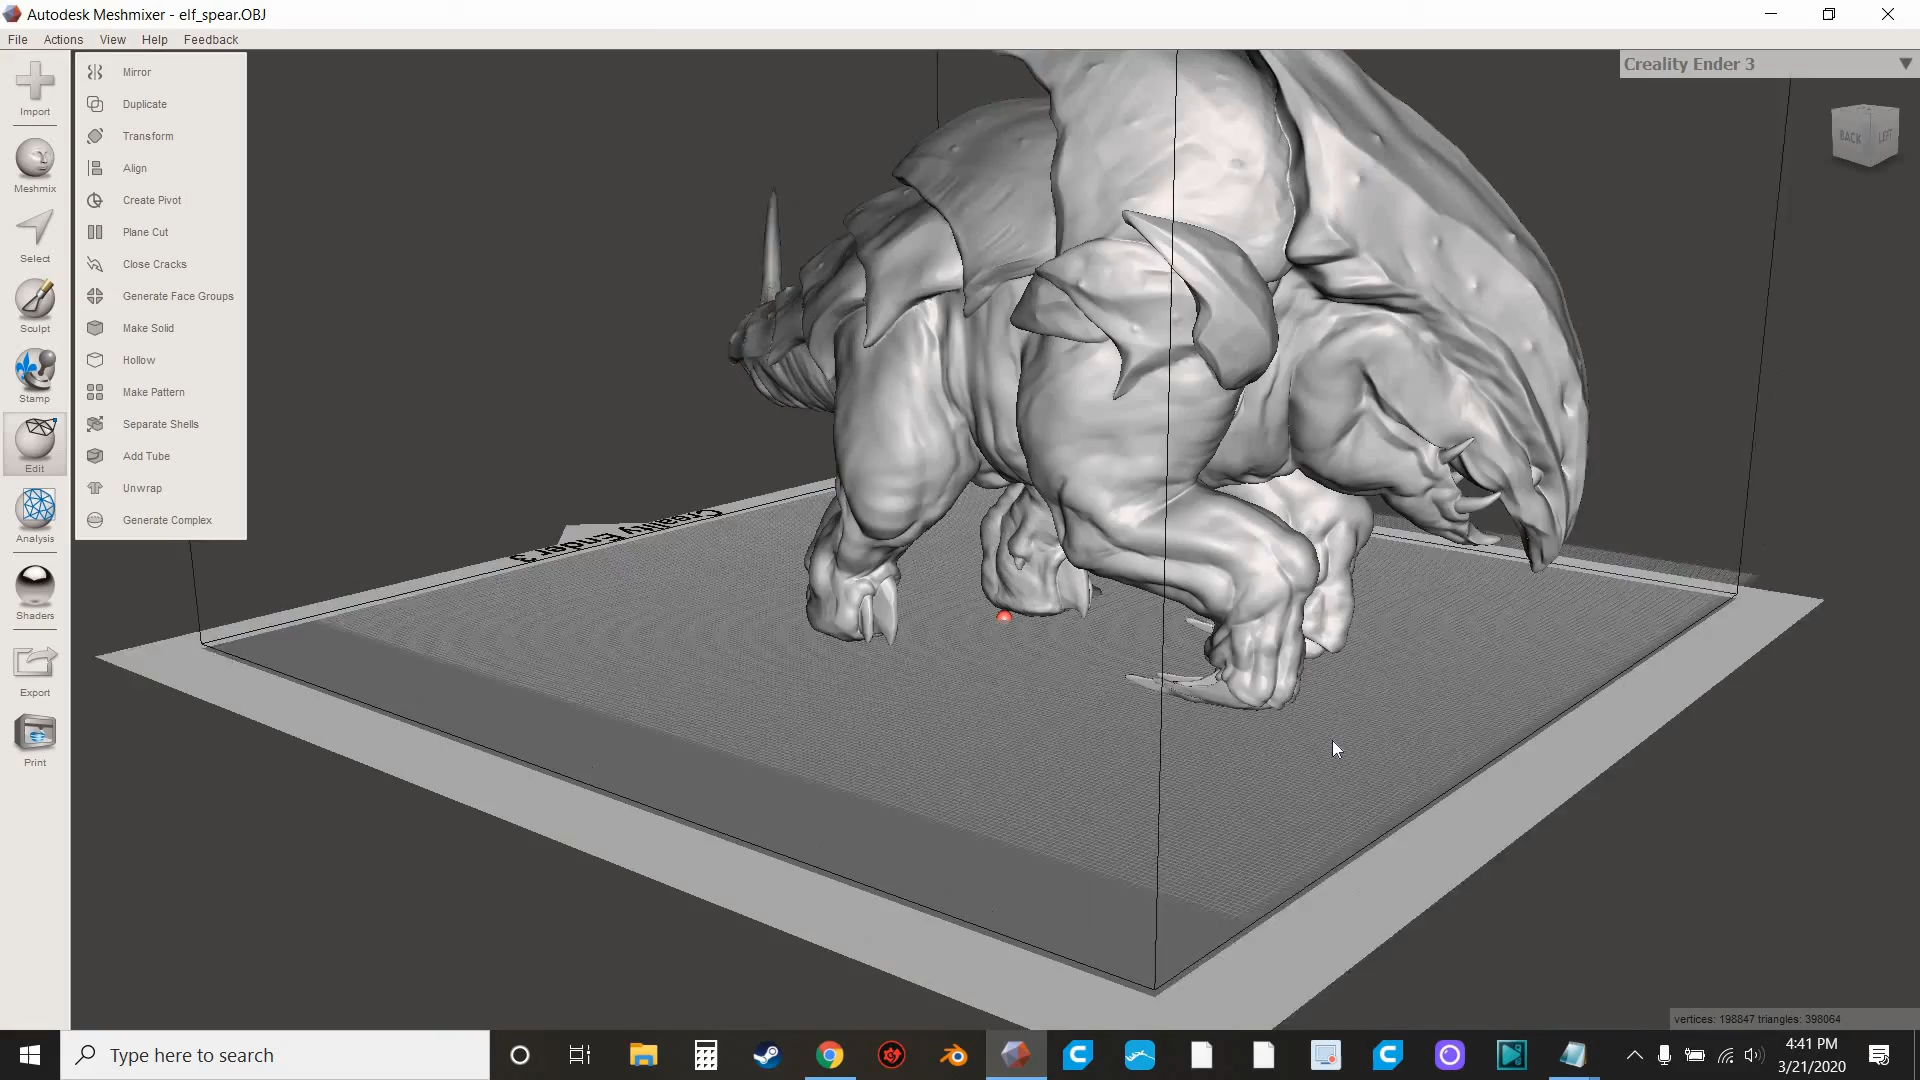 Autodesk Meshmixer - elf_spear.OBJ
File Actions View Help Feedback
Import
Meshmix
Select
Sculpt
Stamp
Edit
Analysis
Shaders
Export
Print
Mirror
Duplicate
Transform
Align
Create Pivot
Plane Cut
Close Cracks
Generate Face Groups
Make Solid
Hollow
Make Pattern
Separate Shells
Add Tube
Unwrap
Generate Complex
Creality Ender 3
BACK LEFT
Creality Ender 3
vertices: 198847 triangles: 398064
Type here to search
4:41 PM
3/21/2020